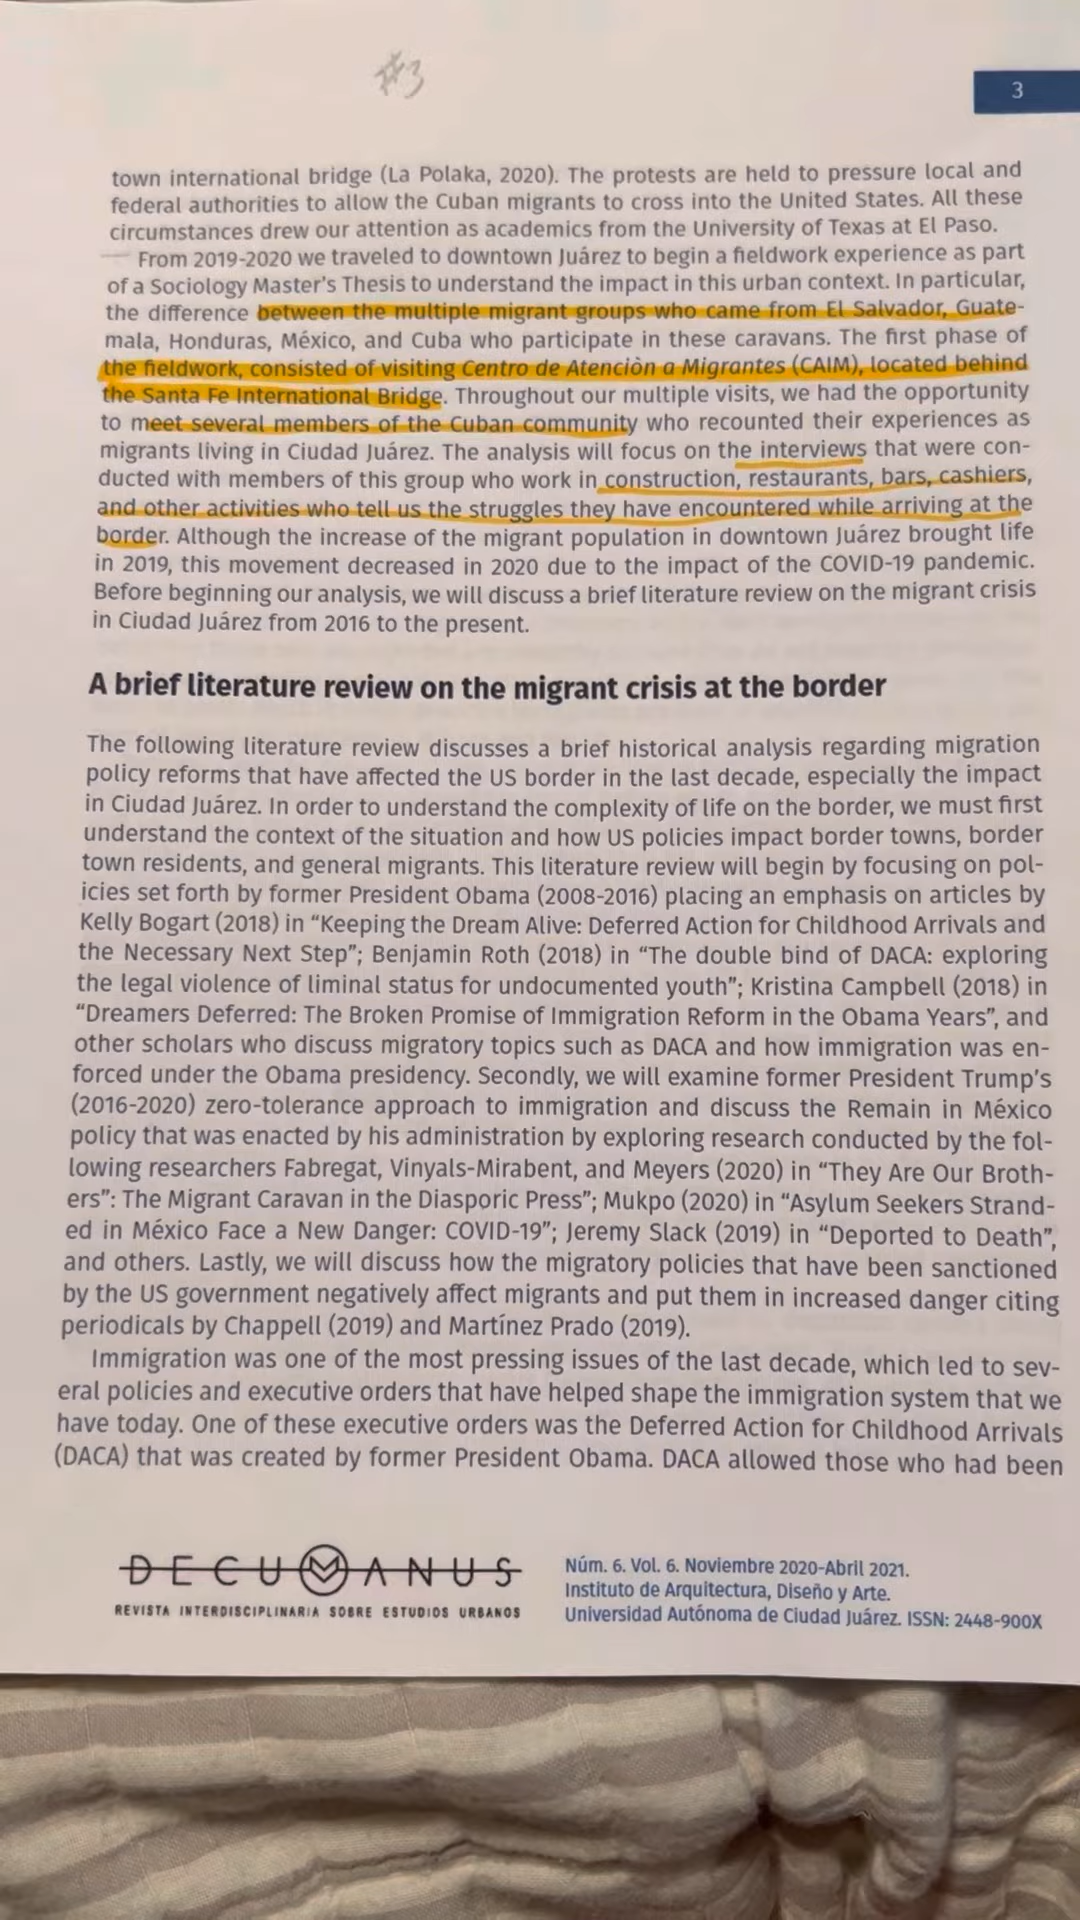 #3
3
town international bridge (La Polaka, 2020). The protests are held to pressure local and
federal authorities to allow the Cuban migrants to cross into the United States. All these
circumstances drew our attention as academics from the University of Texas at El Paso.
From 2019-2020 we traveled to downtown Juárez to begin a fieldwork experience as part
of a Sociology Master's Thesis to understand the impact in this urban context. In particular,
the difference between the multiple migrant groups who came from El Salvador, Guate-
mala, Honduras, México, and Cuba who participate in these caravans. The first phase of
the fieldwork, consisted of visiting Centro de Atenciòn a Migrantes (CAIM), located behind
the Santa Fe International Bridge. Throughout our multiple visits, we had the opportunity
to meet several members of the Cuban community who recounted their experiences as
migrants living in Ciudad Juárez. The analysis will focus on the interviews that were con-
ducted with members of this group who work in construction, restaurants, bars, cashiers,
and other activities who tell us the struggles they have encountered while arriving at the
border. Although the increase of the migrant population in downtown Juárez brought life
in 2019, this movement decreased in 2020 due to the impact of the COVID-19 pandemic.
Before beginning our analysis, we will discuss a brief literature review on the migrant crisis
in Ciudad Juárez from 2016 to the present.
A brief literature review on the migrant crisis at the border
The following literature review discusses a brief historical analysis regarding migration
policy reforms that have affected the US border in the last decade, especially the impact
in Ciudad Juárez. In order to understand the complexity of life on the border, we must first
understand the context of the situation and how US policies impact border towns, border
town residents, and general migrants. This literature review will begin by focusing on pol-
icies set forth by former President Obama (2008-2016) placing an emphasis on articles by
Kelly Bogart (2018) in “Keeping the Dream Alive: Deferred Action for Childhood Arrivals and
the Necessary Next Step”; Benjamin Roth (2018) in “The double bind of DACA: exploring
the legal violence of liminal status for undocumented youth”; Kristina Campbell (2018) in
“Dreamers Deferred: The Broken Promise of Immigration Reform in the Obama Years”, and
other scholars who discuss migratory topics such as DACA and how immigration was en-
forced under the Obama presidency. Secondly, we will examine former President Trump's
(2016-2020) zero-tolerance approach to immigration and discuss the Remain in México
policy that was enacted by his administration by exploring research conducted by the fol-
lowing researchers Fabregat, Vinyals-Mirabent, and Meyers (2020) in “They Are Our Broth-
ers”: The Migrant Caravan in the Diasporic Press”; Mukpo (2020) in “Asylum Seekers Strand-
ed in México Face a New Danger: COVID-19”; Jeremy Slack (2019) in “Deported to Death”,
and others. Lastly, we will discuss how the migratory policies that have been sanctioned
by the US government negatively affect migrants and put them in increased danger citing
periodicals by Chappell (2019) and Martínez Prado (2019).
Immigration was one of the most pressing issues of the last decade, which led to sev-
eral policies and executive orders that have helped shape the immigration system that we
have today. One of these executive orders was the Deferred Action for Childhood Arrivals
(DACA) that was created by former President Obama. DACA allowed those who had been
DECUMANUS
REVISTA INTERDISCIPLINARIA SOBRE ESTUDIOS URBANOS
Núm. 6. Vol. 6. Noviembre 2020-Abril 2021.
Instituto de Arquitectura, Diseño y Arte.
Universidad Autónoma de Ciudad Juárez. ISSN: 2448-900X